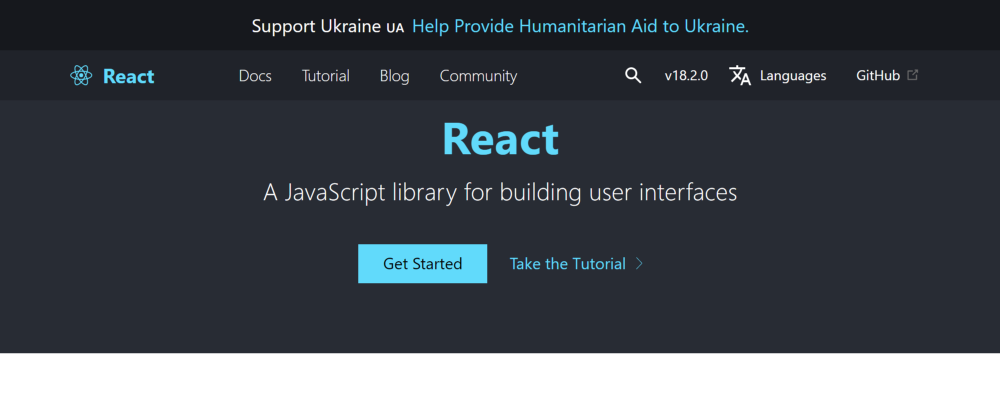 Support Ukraine UA Help Provide Humanitarian Aid to Ukraine.
React Docs Tutorial Blog Community v18.2.0 Languages GitHub
React
A JavaScript library for building user interfaces
Get Started Take the Tutorial